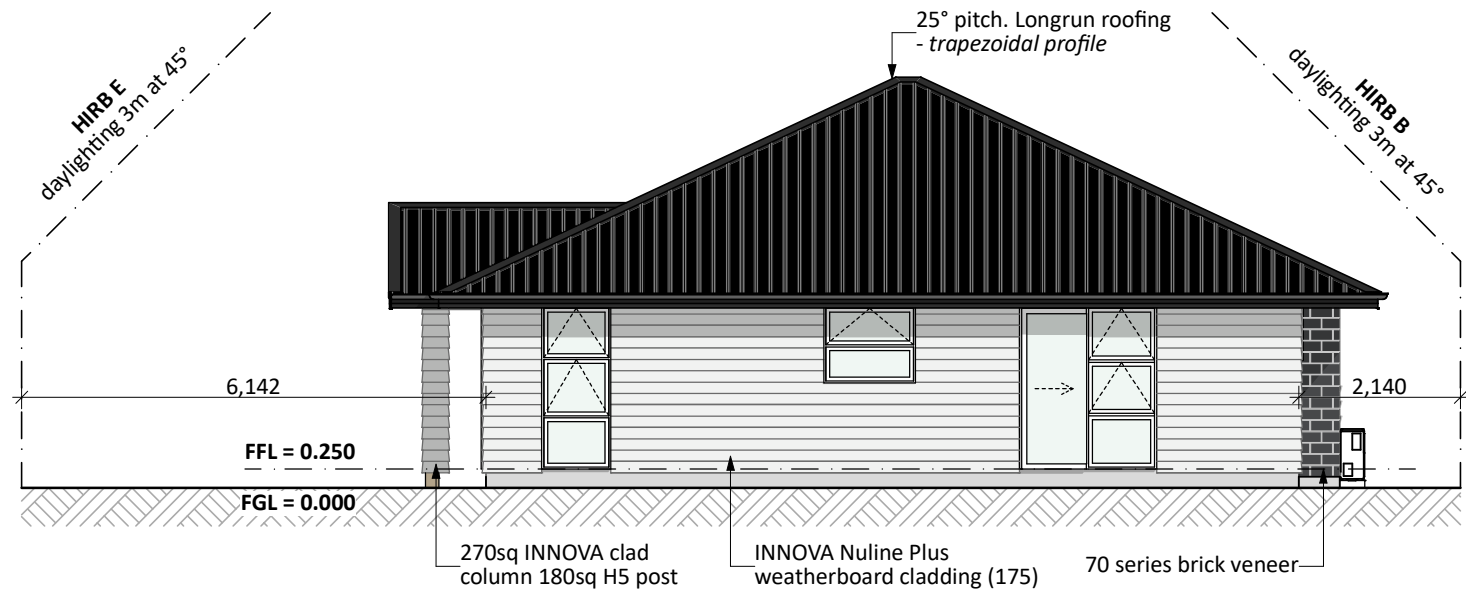 25° pitch. Longrun roofing
- trapezoidal profile
HIRB E
daylighting 3m at 45°
HIRB B
daylighting 3m at 45°
6,142
2,140
FFL = 0.250
FGL = 0.000
270sq INNOVA clad
column 180sq H5 post
INNOVA Nuline Plus
weatherboard cladding (175)
70 series brick veneer